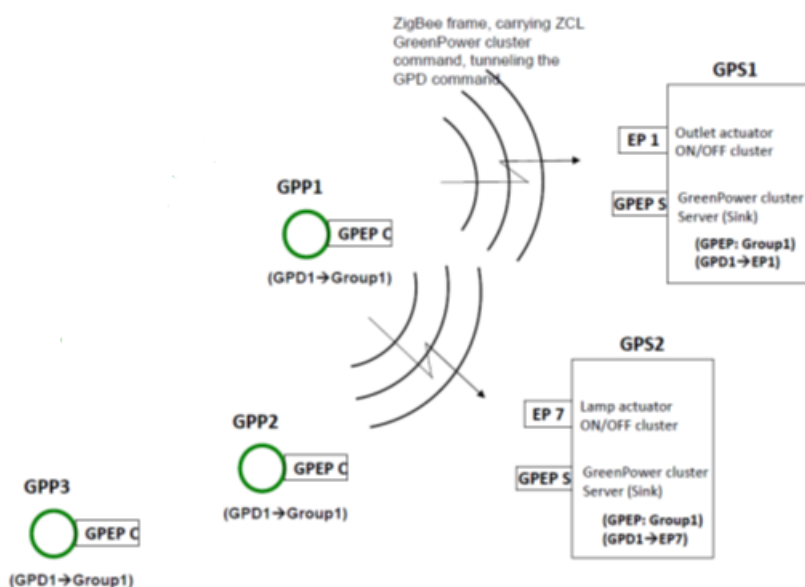 ZigBee frame, carrying ZCL
GreenPower cluster
command, tunneling the
GPD command
GPS1
EP 1
Outlet actuator
ON/OFF cluster
GPEP S
GreenPower cluster
Server (Sink)
(GPEP: Group1)
(GPD1→EP1)
GPP1
GPEP C
(GPD1→Group1)
GPS2
EP 7
Lamp actuator
ON/OFF cluster
GPEP S
GreenPower cluster
Server (Sink)
(GPEP: Group1)
(GPD1→EP7)
GPP2
GPEP C
(GPD1→Group1)
GPP3
GPEP C
(GPD1→Group1)